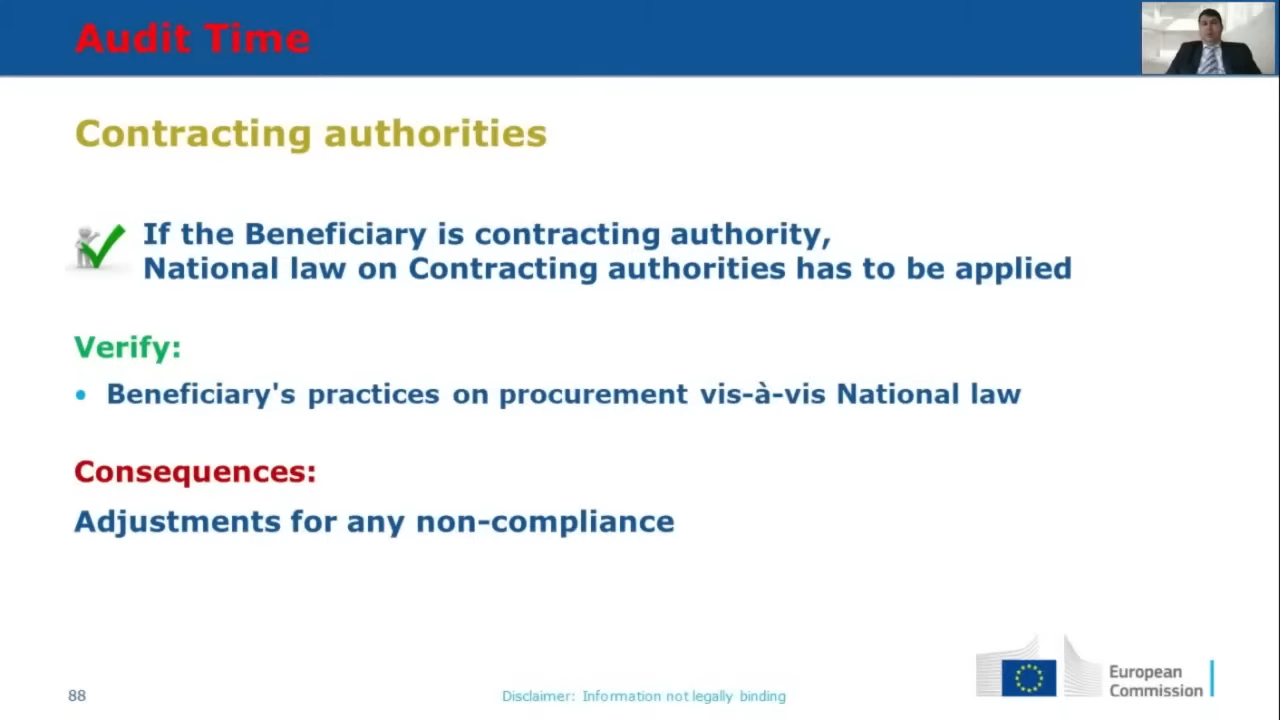 Audit Time
Contracting authorities
If the Beneficiary is contracting authority,
National law on Contracting authorities has to be applied
Verify:
• Beneficiary's practices on procurement vis-à-vis National law
Consequences:
Adjustments for any non-compliance
European
Commission
88
Disclaimer: Information not legally binding